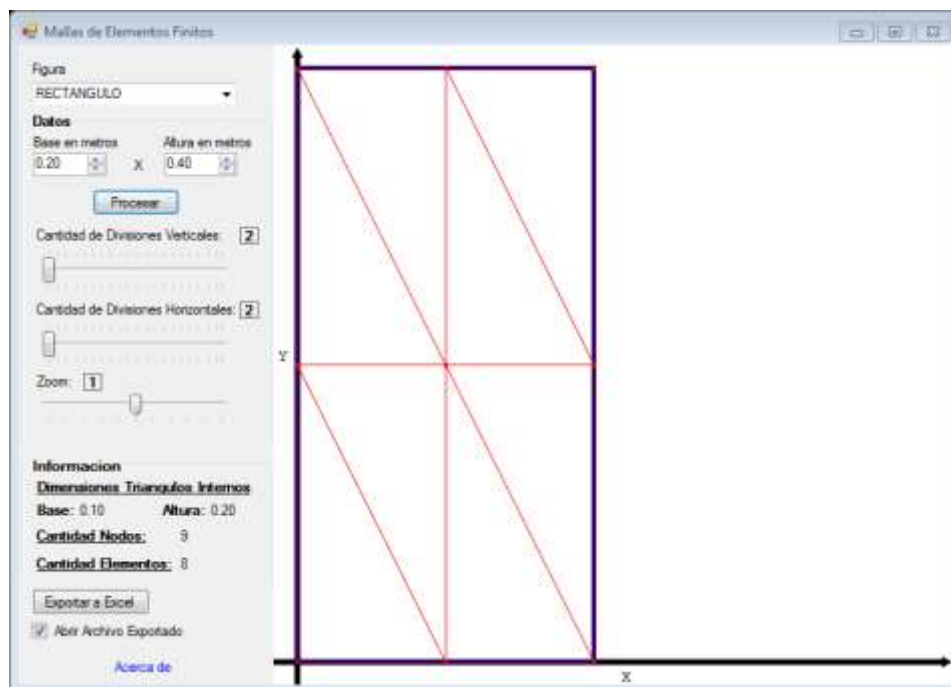 Mallas de Elementos Finitos
Figura
RECTANGULO
Datos
Base en metros Altura en metros
0.20 X 0.40
Procesar
Cantidad de Divisiones Verticales: 2
Cantidad de Divisiones Horizontales: 2
Zoom: 1
Informacion
Dimensiones Triangulos Internos
Base: 0.10 Altura: 0.20
Cantidad Nodos: 9
Cantidad Elementos: 8
Exportar a Excel
Abrir Archivo Exportado
Acerca de
Y
X